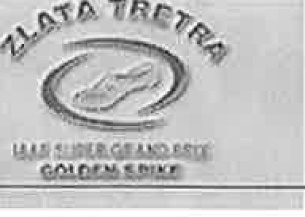 ZLATA TRETRA
IAAF SUPER GRAND PRIX
GOLDEN SPIKE